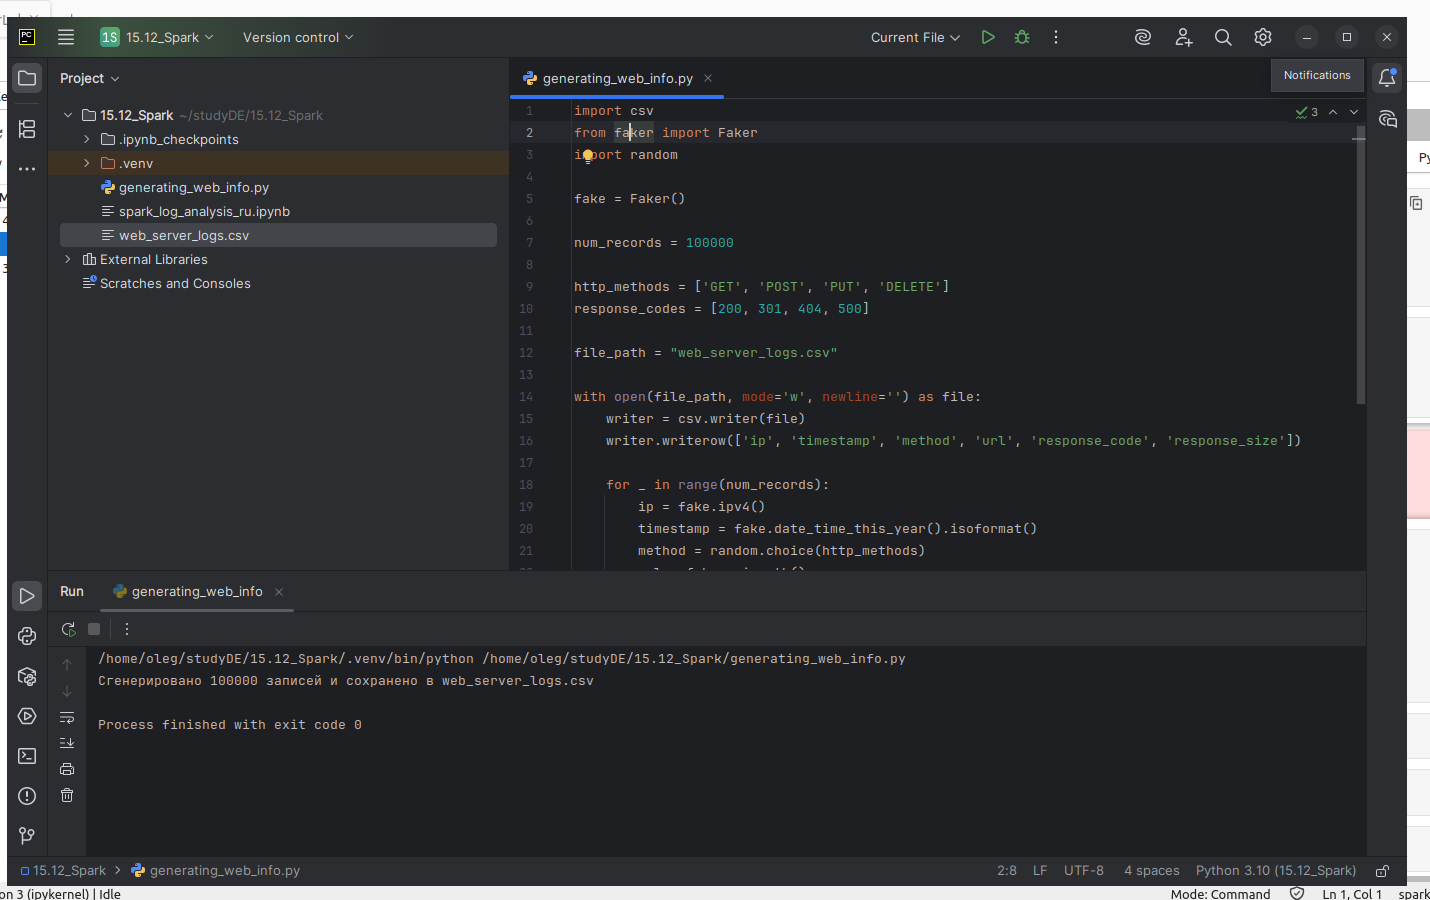 PC
1S 15.12_Spark
Version control
Current File
Project
generating_web_info.py
Notifications
15.12_Spark ~/studyDE/15.12_Spark
.ipynb_checkpoints
.venv
generating_web_info.py
spark_log_analysis_ru.ipynb
web_server_logs.csv
External Libraries
Scratches and Consoles
3
1 import csv
2 from faker import Faker
3 import random
4
5 fake = Faker()
6
7 num_records = 100000
8
9 http_methods = ['GET', 'POST', 'PUT', 'DELETE']
10 response_codes = [200, 301, 404, 500]
11
12 file_path = "web_server_logs.csv"
13
14 with open(file_path, mode='w', newline='') as file:
15 writer = csv.writer(file)
16 writer.writerow(['ip', 'timestamp', 'method', 'url', 'response_code', 'response_size'])
17
18 for _ in range(num_records):
19 ip = fake.ipv4()
20 timestamp = fake.date_time_this_year().isoformat()
21 method = random.choice(http_methods)
Run
generating_web_info
/home/oleg/studyDE/15.12_Spark/.venv/bin/python /home/oleg/studyDE/15.12_Spark/generating_web_info.py
Сгенерировано 100000 записей и сохранено в web_server_logs.csv
Process finished with exit code 0
15.12_Spark > generating_web_info.py
2:8 LF UTF-8 4 spaces Python 3.10 (15.12_Spark)
on 3 (ipykernel) | Idle
Mode: Command
Ln 1, Col 1
spark